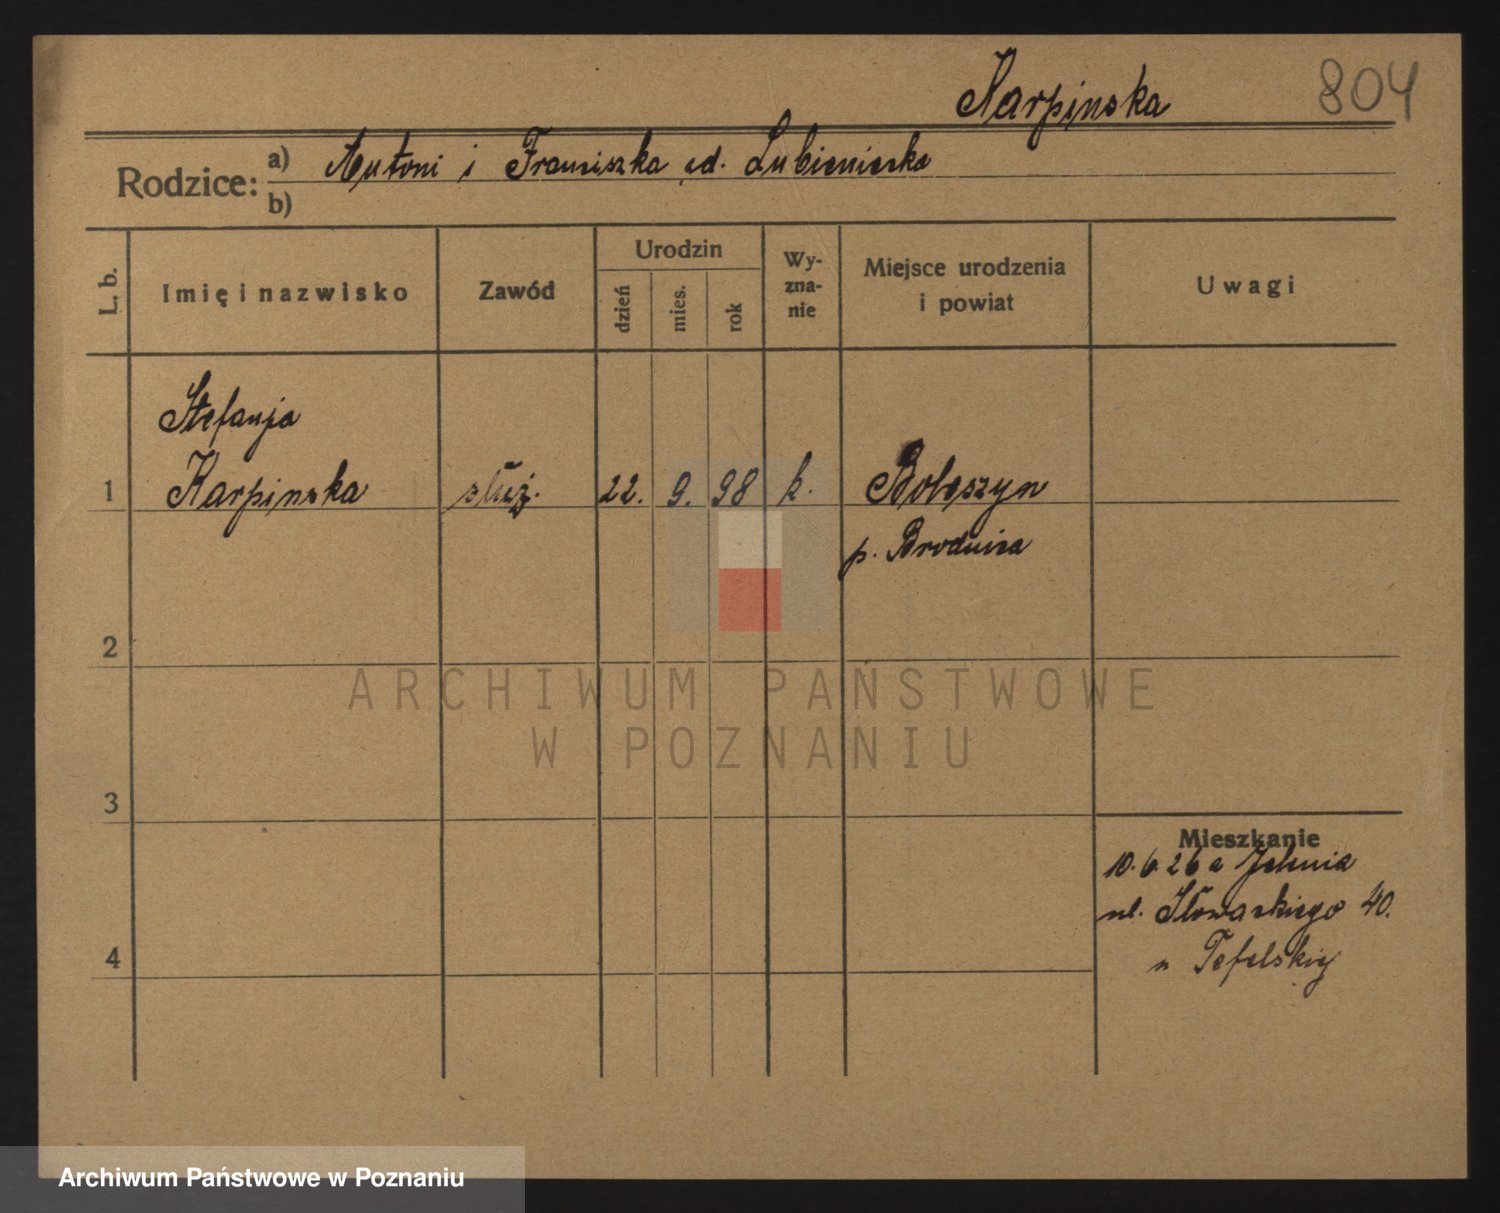 Karpinska
804
Rodzice:
a) Antoni i Franciszka zd. Lubieniecka
b)
L. b.
Imię i nazwisko
Zawód
Urodzin
dzień
mies.
rok
Wy-
zna-
nie
Miejsce urodzenia
i powiat
Uwagi
Stefanja
1 Karpinska służ. 22. 9. 98 k. Boleszyn
p. Brodnica
2
ARCHIWUM PAŃSTWOWE
W POZNANIU
3
Mieszkanie
10.6.26 a
4
ul. Słowackiego 40.
Archiwum Państwowe w Poznaniu